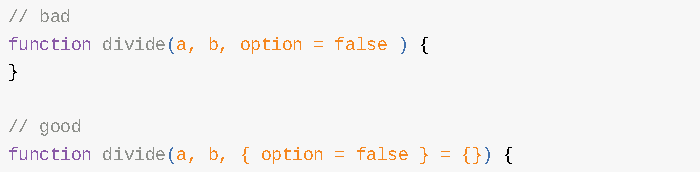 // bad
function divide(a, b, option = false ) {
}
// good
function divide(a, b, { option = false } = {}) {